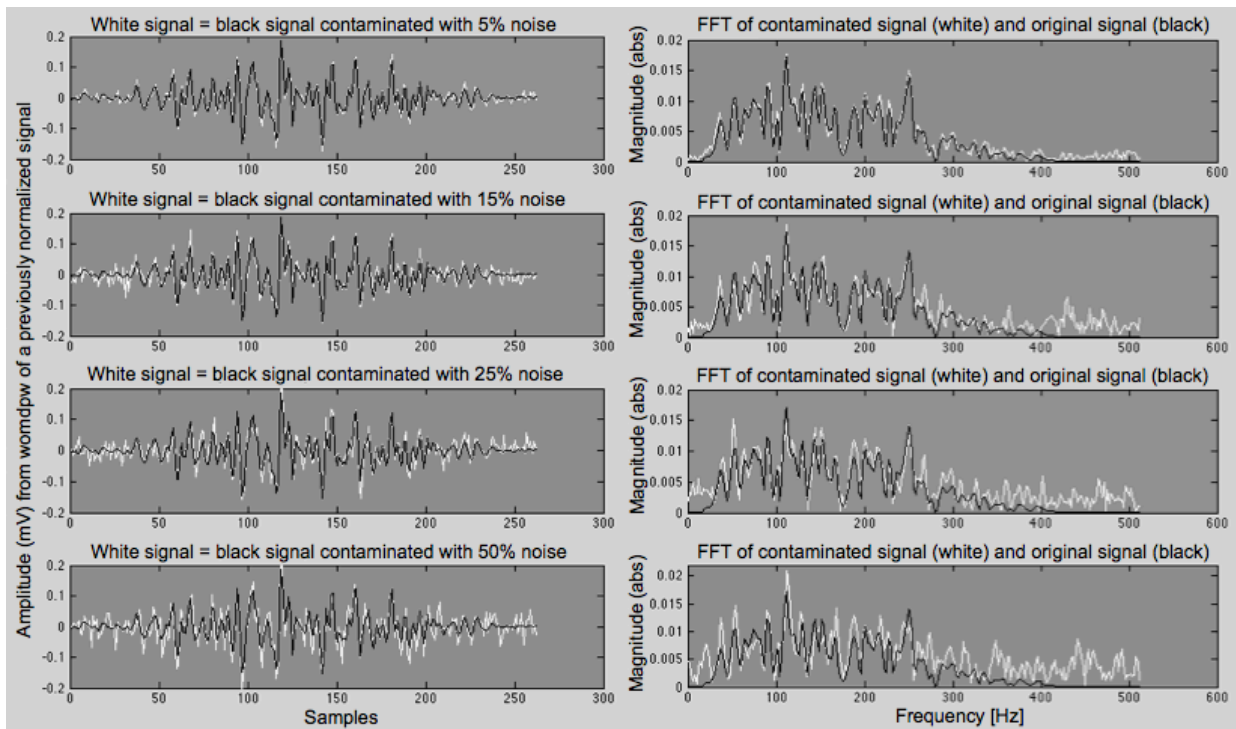 White signal = black signal contaminated with 5% noise
FFT of contaminated signal (white) and original signal (black)
0.2
0.1
0
-0.1
-0.2
0 50 100 150 200 250 300
Magnitude (abs)
0.02
0.015
0.01
0.005
0
0 100 200 300 400 500 600
White signal = black signal contaminated with 15% noise
FFT of contaminated signal (white) and original signal (black)
0.2
0.1
0
-0.1
-0.2
0 50 100 150 200 250 300
Magnitude (abs)
0.02
0.015
0.01
0.005
0
0 100 200 300 400 500 600
White signal = black signal contaminated with 25% noise
FFT of contaminated signal (white) and original signal (black)
0.2
0.1
0
-0.1
-0.2
0 50 100 150 200 250 300
Magnitude (abs)
0.02
0.015
0.01
0.005
0
0 100 200 300 400 500 600
White signal = black signal contaminated with 50% noise
FFT of contaminated signal (white) and original signal (black)
0.2
0.1
0
-0.1
-0.2
0 50 100 150 200 250 300
Magnitude (abs)
0.02
0.015
0.01
0.005
0
0 100 200 300 400 500 600
Amplitude (mV) from womdpw of a previously normalized signal
Samples
Frequency [Hz]